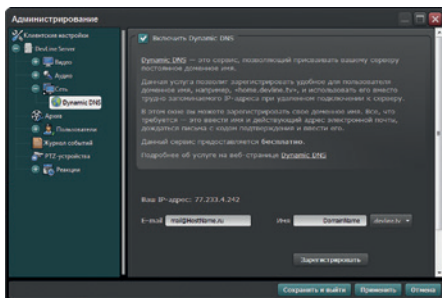 Администрирование
Клиентские настройки
DevLine Server
Видео
Аудио
Сеть
Dynamic DNS
Архив
Пользователи
Журнал событий
PTZ-устройства
Реакции
Включить Dynamic DNS
Dynamic DNS — это сервис, позволяющий присваивать вашему серверу
постоянное доменное имя.
Данная услуга позволит зарегистрировать удобное для пользователя
доменное имя, например, «home.devline.tv», и использовать его вместо
трудно запоминаемого IP-адреса при удаленном подключении к серверу.
В этом окне вы можете зарегистрировать свое доменное имя. Все, что
требуется — это ввести имя и действующий адрес электронной почты,
дождаться письма с кодом подтверждения и ввести его.
Данный сервис предоставляется бесплатно.
Подробнее об услуге на веб-странице Dynamic DNS
Ваш IP-адрес: 77.233.4.242
E-mail mail@HostName.ru Имя DomainName .devline.tv
Зарегистрировать
Сохранить и выйти Применить Отмена